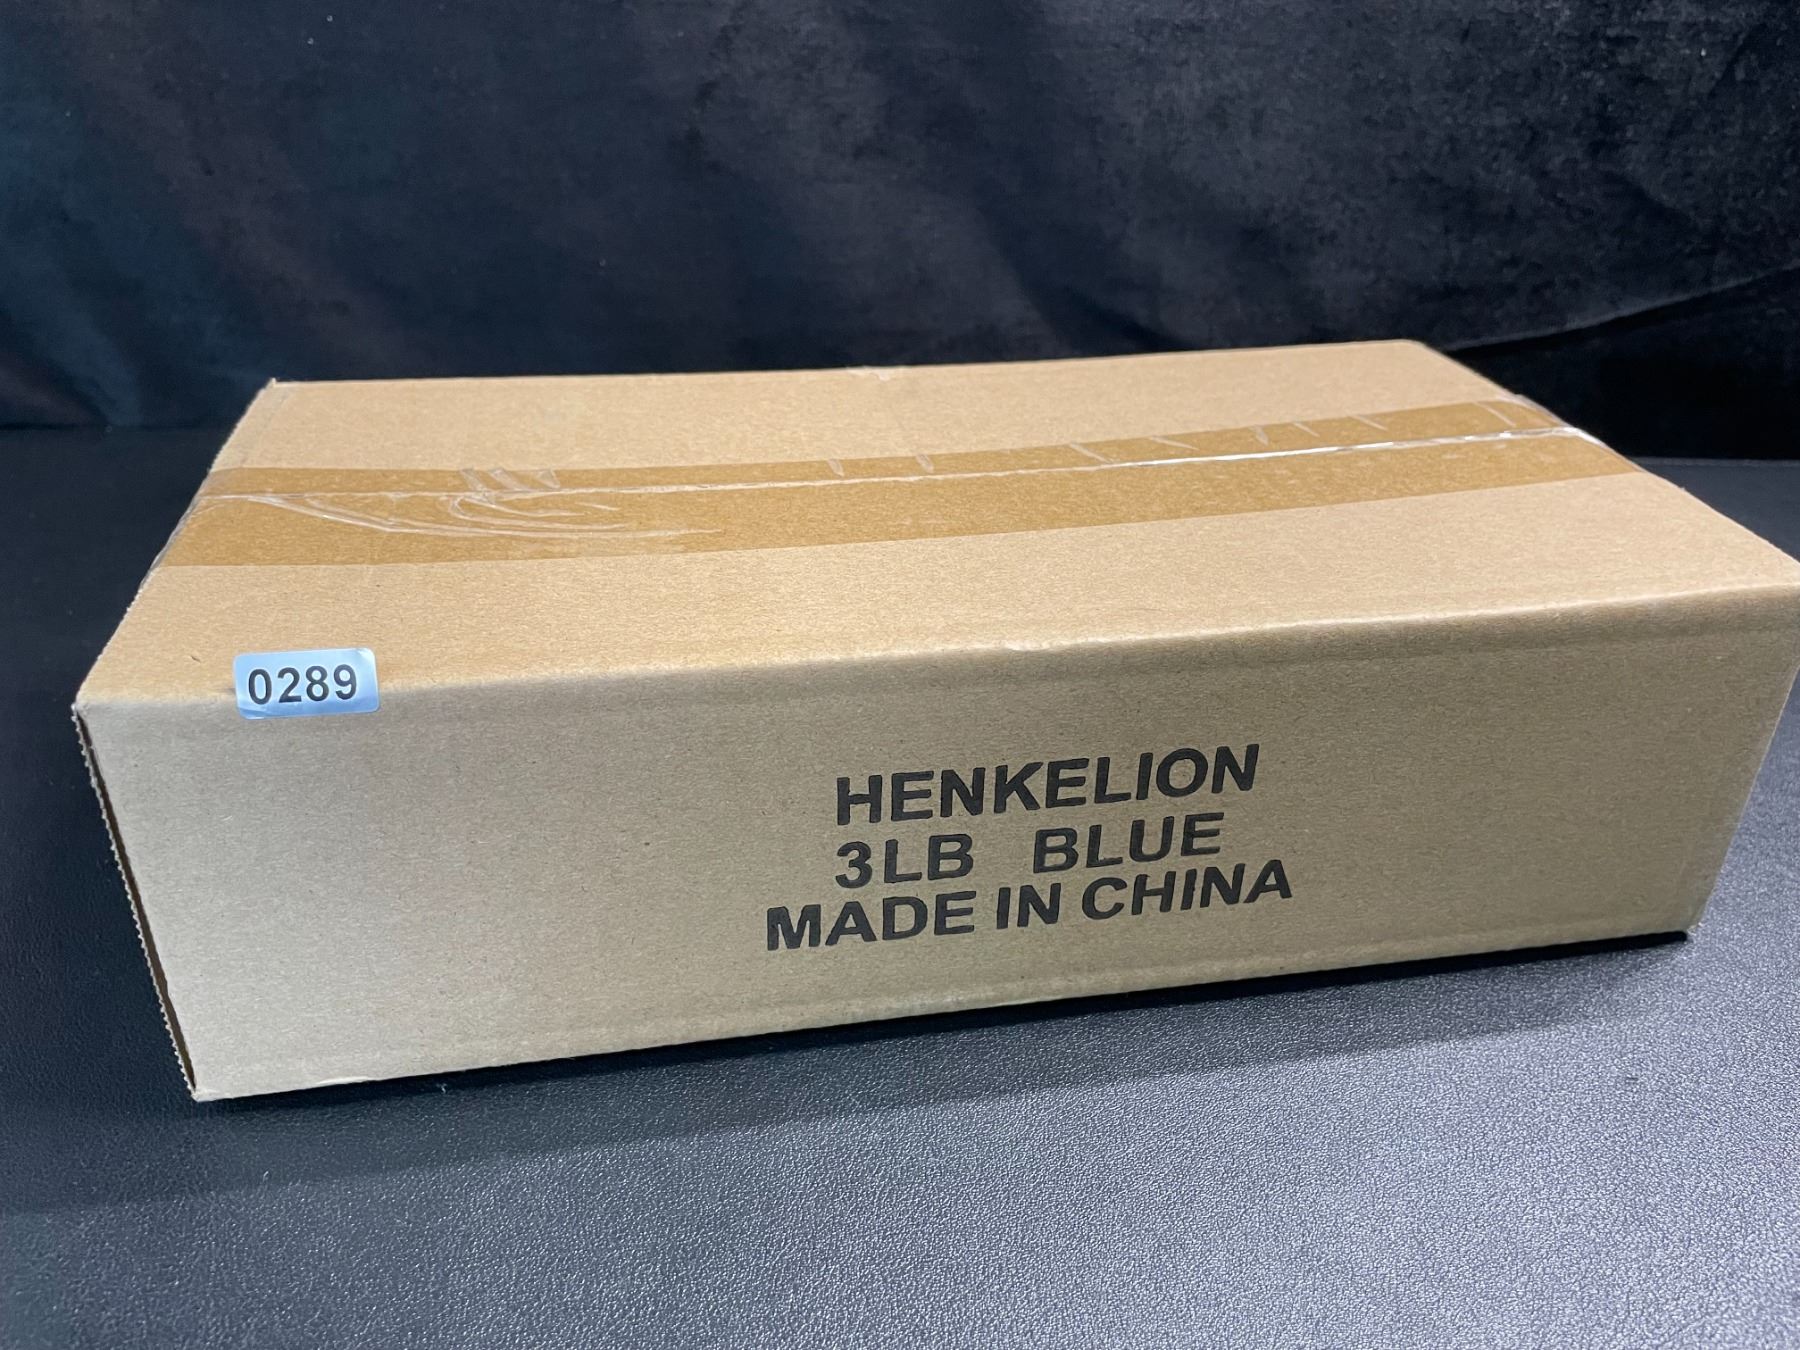 0289
HENKELION
3LB BLUE
MADE IN CHINA